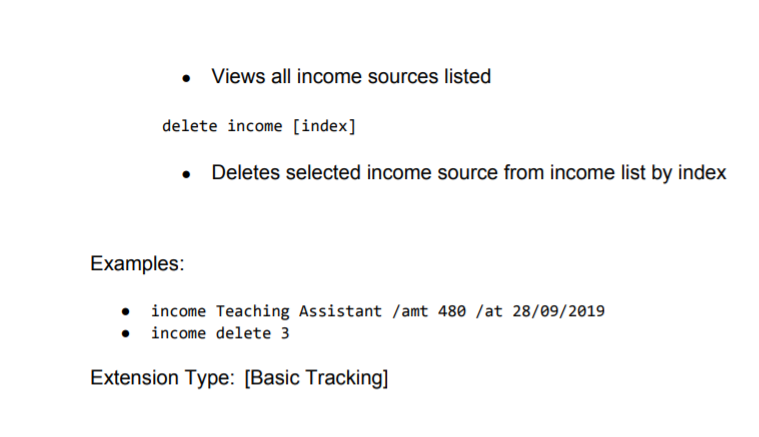 ● Views all income sources listed
delete income [index]
● Deletes selected income source from income list by index
Examples:
● income Teaching Assistant /amt 480 /at 28/09/2019
● income delete 3
Extension Type: [Basic Tracking]